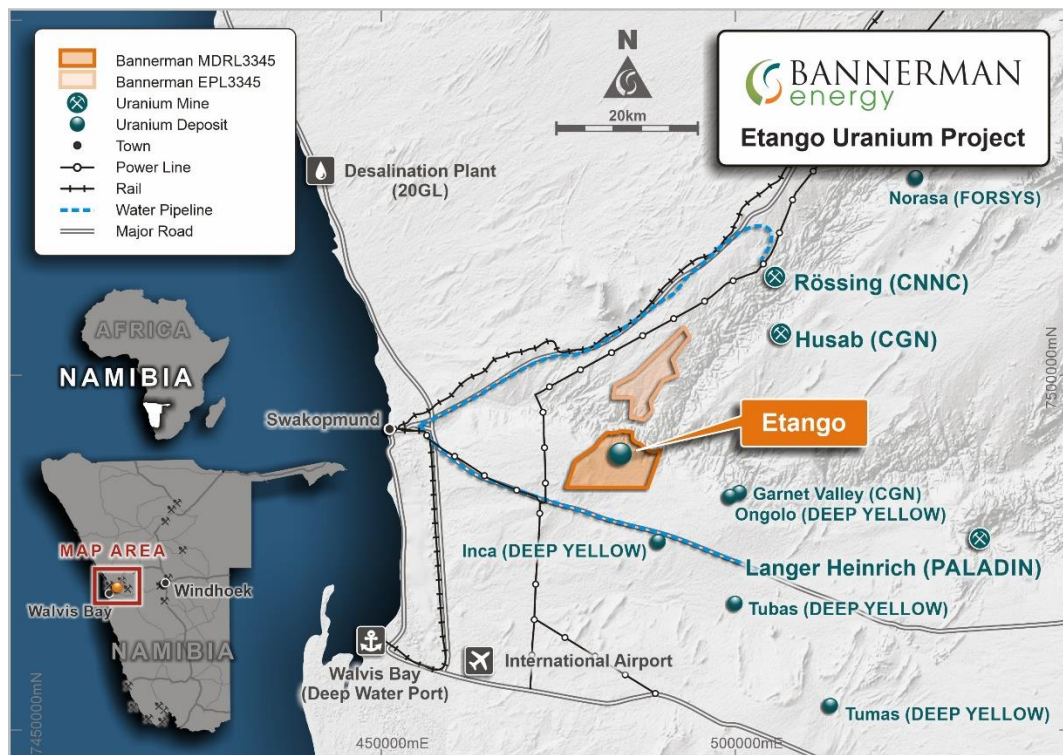 Bannerman MDRL3345
Bannerman EPL3345
Uranium Mine
Uranium Deposit
Town
Power Line
Rail
Water Pipeline
Major Road
N
20km
BANNERMAN
energy
Etango Uranium Project
Desalination Plant
(20GL)
Norasa (FORSYS)
Rössing (CNNC)
Husab (CGN)
AFRICA
NAMIBIA
7500000mN
Swakopmund
Etango
Garnet Valley (CGN)
Ongolo (DEEP YELLOW)
Inca (DEEP YELLOW)
Langer Heinrich (PALADIN)
MAP AREA
Windhoek
Walvis Bay
Tubas (DEEP YELLOW)
NAMIBIA
Walvis Bay
(Deep Water Port)
International Airport
Tumas (DEEP YELLOW)
7450000mN
450000mE
500000mE